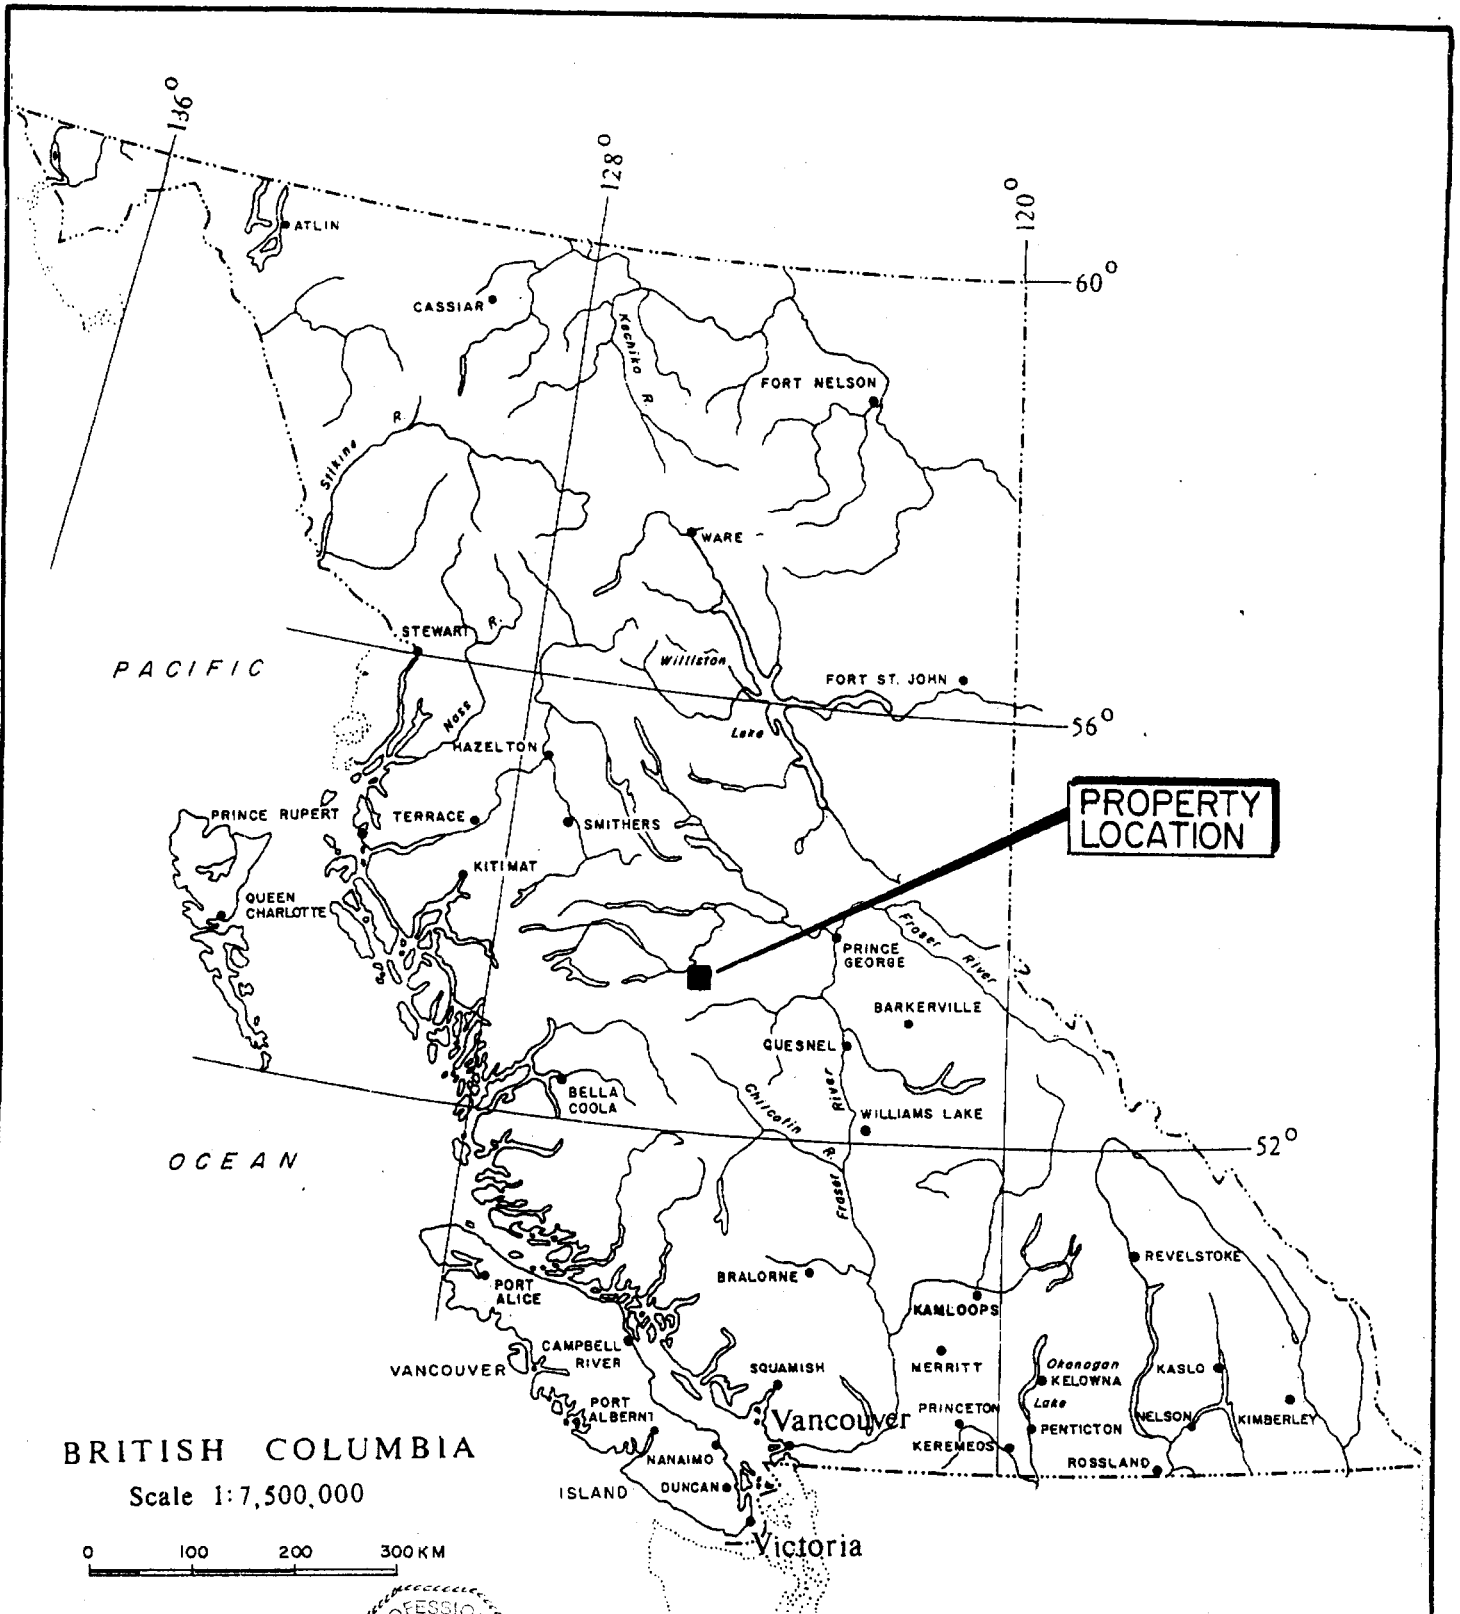 136°
128°
120°
ATLIN
60°
CASSIAR
Kechika
R.
FORT NELSON
R.
Stikine
WARE
STEWART
R.
PACIFIC
Williston
FORT ST. JOHN
Nass
56°
Lake
HAZELTON
PROPERTY
LOCATION
PRINCE RUPERT
TERRACE
SMITHERS
KITIMAT
QUEEN
CHARLOTTE
Fraser River
PRINCE
GEORGE
BARKERVILLE
QUESNEL
River
BELLA
COOLA
Chilcotin
R.
WILLIAMS LAKE
52°
OCEAN
Fraser
REVELSTOKE
BRALORNE
PORT
ALICE
KAMLOOPS
CAMPBELL
RIVER
VANCOUVER
SQUAMISH
MERRITT
Okanagan
KELOWNA
KASLO
Lake
PORT
ALBERNI
Vancouver
PRINCETON
PENTICTON
NELSON
KIMBERLEY
KEREMEOS
ROSSLAND
NANAIMO
ISLAND
DUNCAN
Victoria
BRITISH COLUMBIA
Scale 1:7,500,000
0 100 200 300 KM